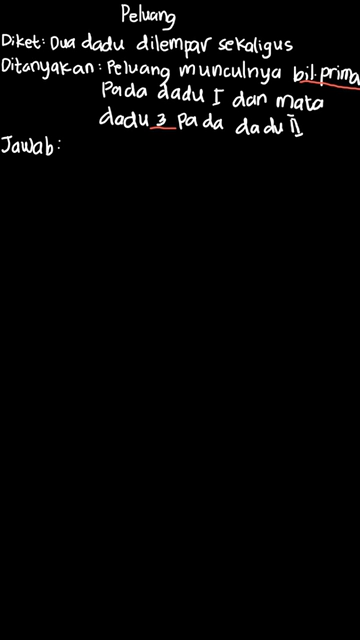 Peluang
Diket: Dua dadu dilempar sekaligus
Ditanyakan: Peluang munculnya bil.prima
Pada dadu I dan mata
dadu 3 pada dadu II
Jawab: